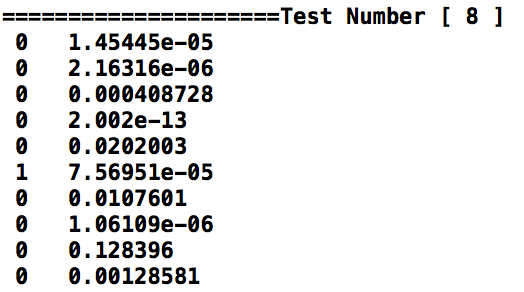 =====================Test Number [ 8 ]
0 1.45445e-05
0 2.16316e-06
0 0.000408728
0 2.002e-13
0 0.0202003
1 7.56951e-05
0 0.0107601
0 1.06109e-06
0 0.128396
0 0.00128581